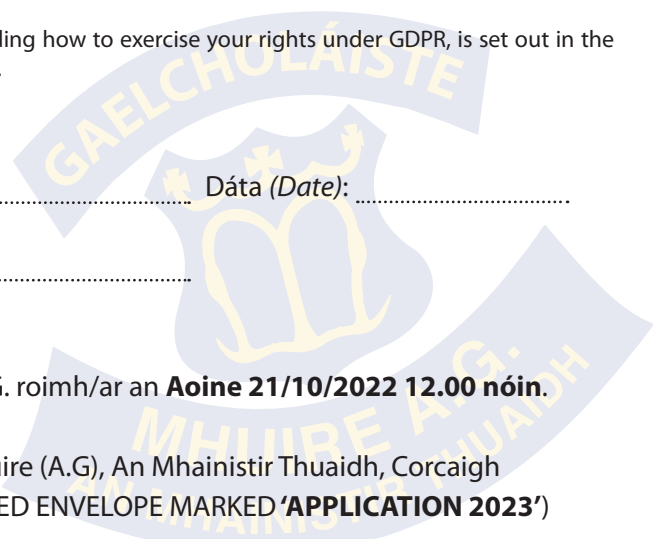 ling how to exercise your rights under GDPR, is set out in the
GAELCHOLÁISTE
Dáta (Date):
G. roimh/ar an Aoine 21/10/2022 12.00 nóin.
MHUIRE A.G.
AN MHAINISTIR THUAIDH
uire (A.G), An Mhainistir Thuaidh, Corcaigh
ED ENVELOPE MARKED ‘APPLICATION 2023’)